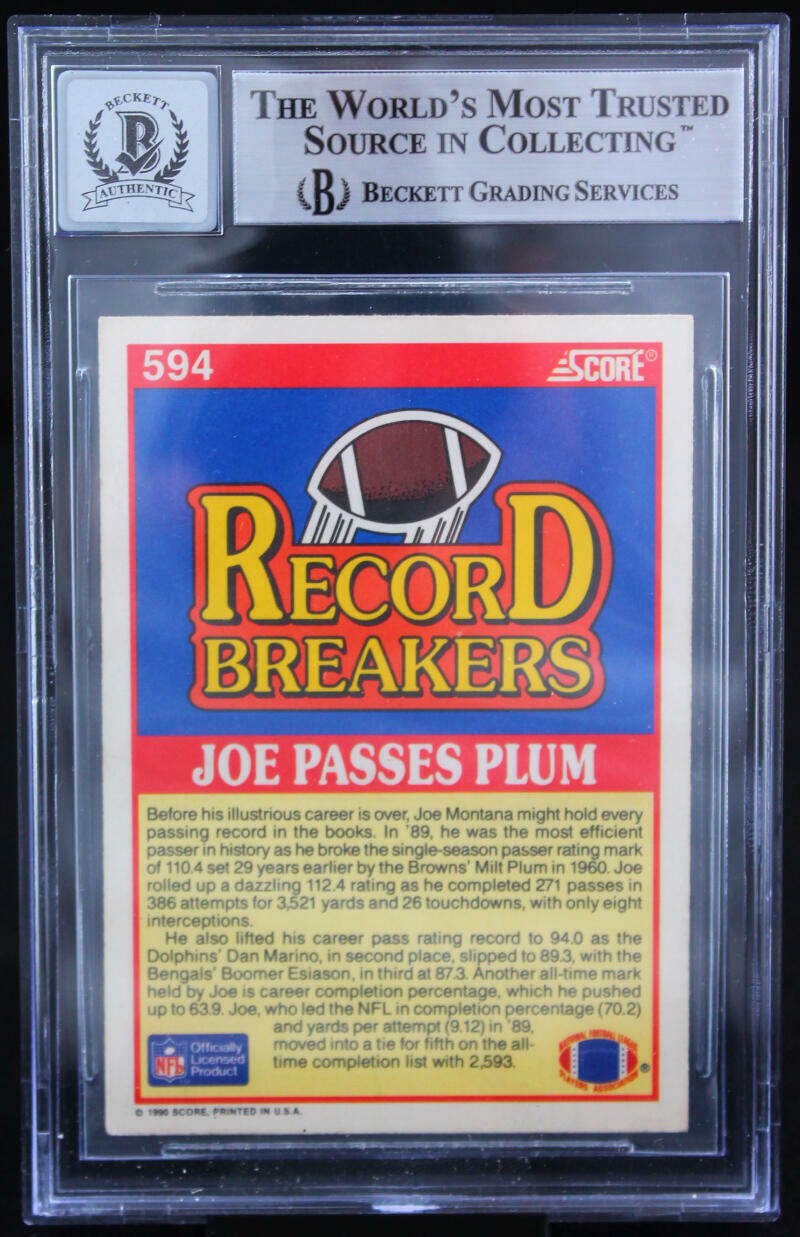 BECKETT
B
AUTHENTIC
THE WORLD'S MOST TRUSTED
SOURCE IN COLLECTING™
B BECKETT GRADING SERVICES
594
SCORE®
RECORD
BREAKERS
JOE PASSES PLUM
Before his illustrious career is over, Joe Montana might hold every
passing record in the books. In '89, he was the most efficient
passer in history as he broke the single-season passer rating mark
of 110.4 set 29 years earlier by the Browns' Milt Plum in 1960. Joe
rolled up a dazzling 112.4 rating as he completed 271 passes in
386 attempts for 3,521 yards and 26 touchdowns, with only eight
interceptions.
He also lifted his career pass rating record to 94.0 as the
Dolphins' Dan Marino, in second place, slipped to 89.3, with the
Bengals' Boomer Esiason, in third at 87.3. Another all-time mark
held by Joe is career completion percentage, which he pushed
up to 63.9. Joe, who led the NFL in completion percentage (70.2)
and yards per attempt (9.12) in '89,
moved into a tie for fifth on the all-
time completion list with 2,593.
NFL
Officially
Licensed
Product
NATIONAL FOOTBALL LEAGUE
PLAYERS ASSOCIATION
®
© 1990 SCORE, PRINTED IN U.S.A.